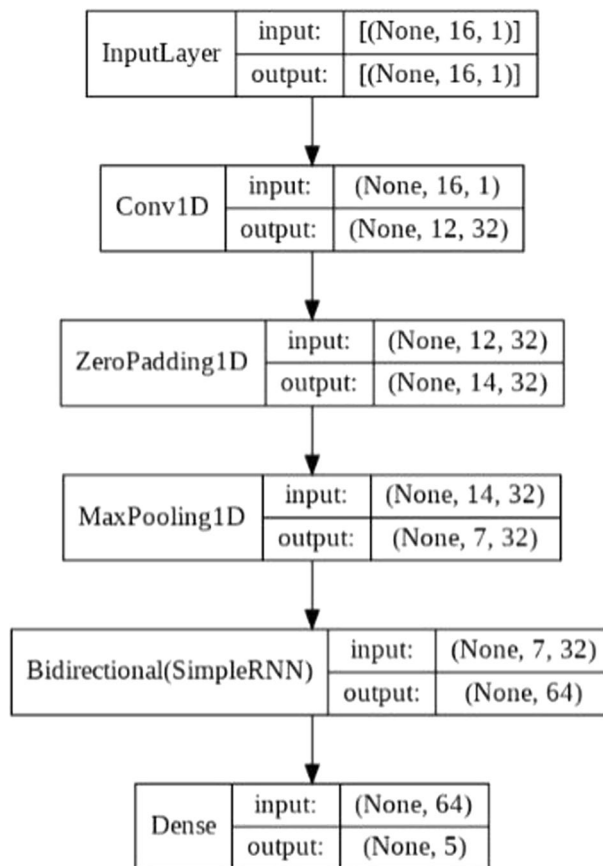 InputLayer
input: [(None, 16, 1)]
output: [(None, 16, 1)]
Conv1D
input: (None, 16, 1)
output: (None, 12, 32)
ZeroPadding1D
input: (None, 12, 32)
output: (None, 14, 32)
MaxPooling1D
input: (None, 14, 32)
output: (None, 7, 32)
Bidirectional(SimpleRNN)
input: (None, 7, 32)
output: (None, 64)
Dense
input: (None, 64)
output: (None, 5)